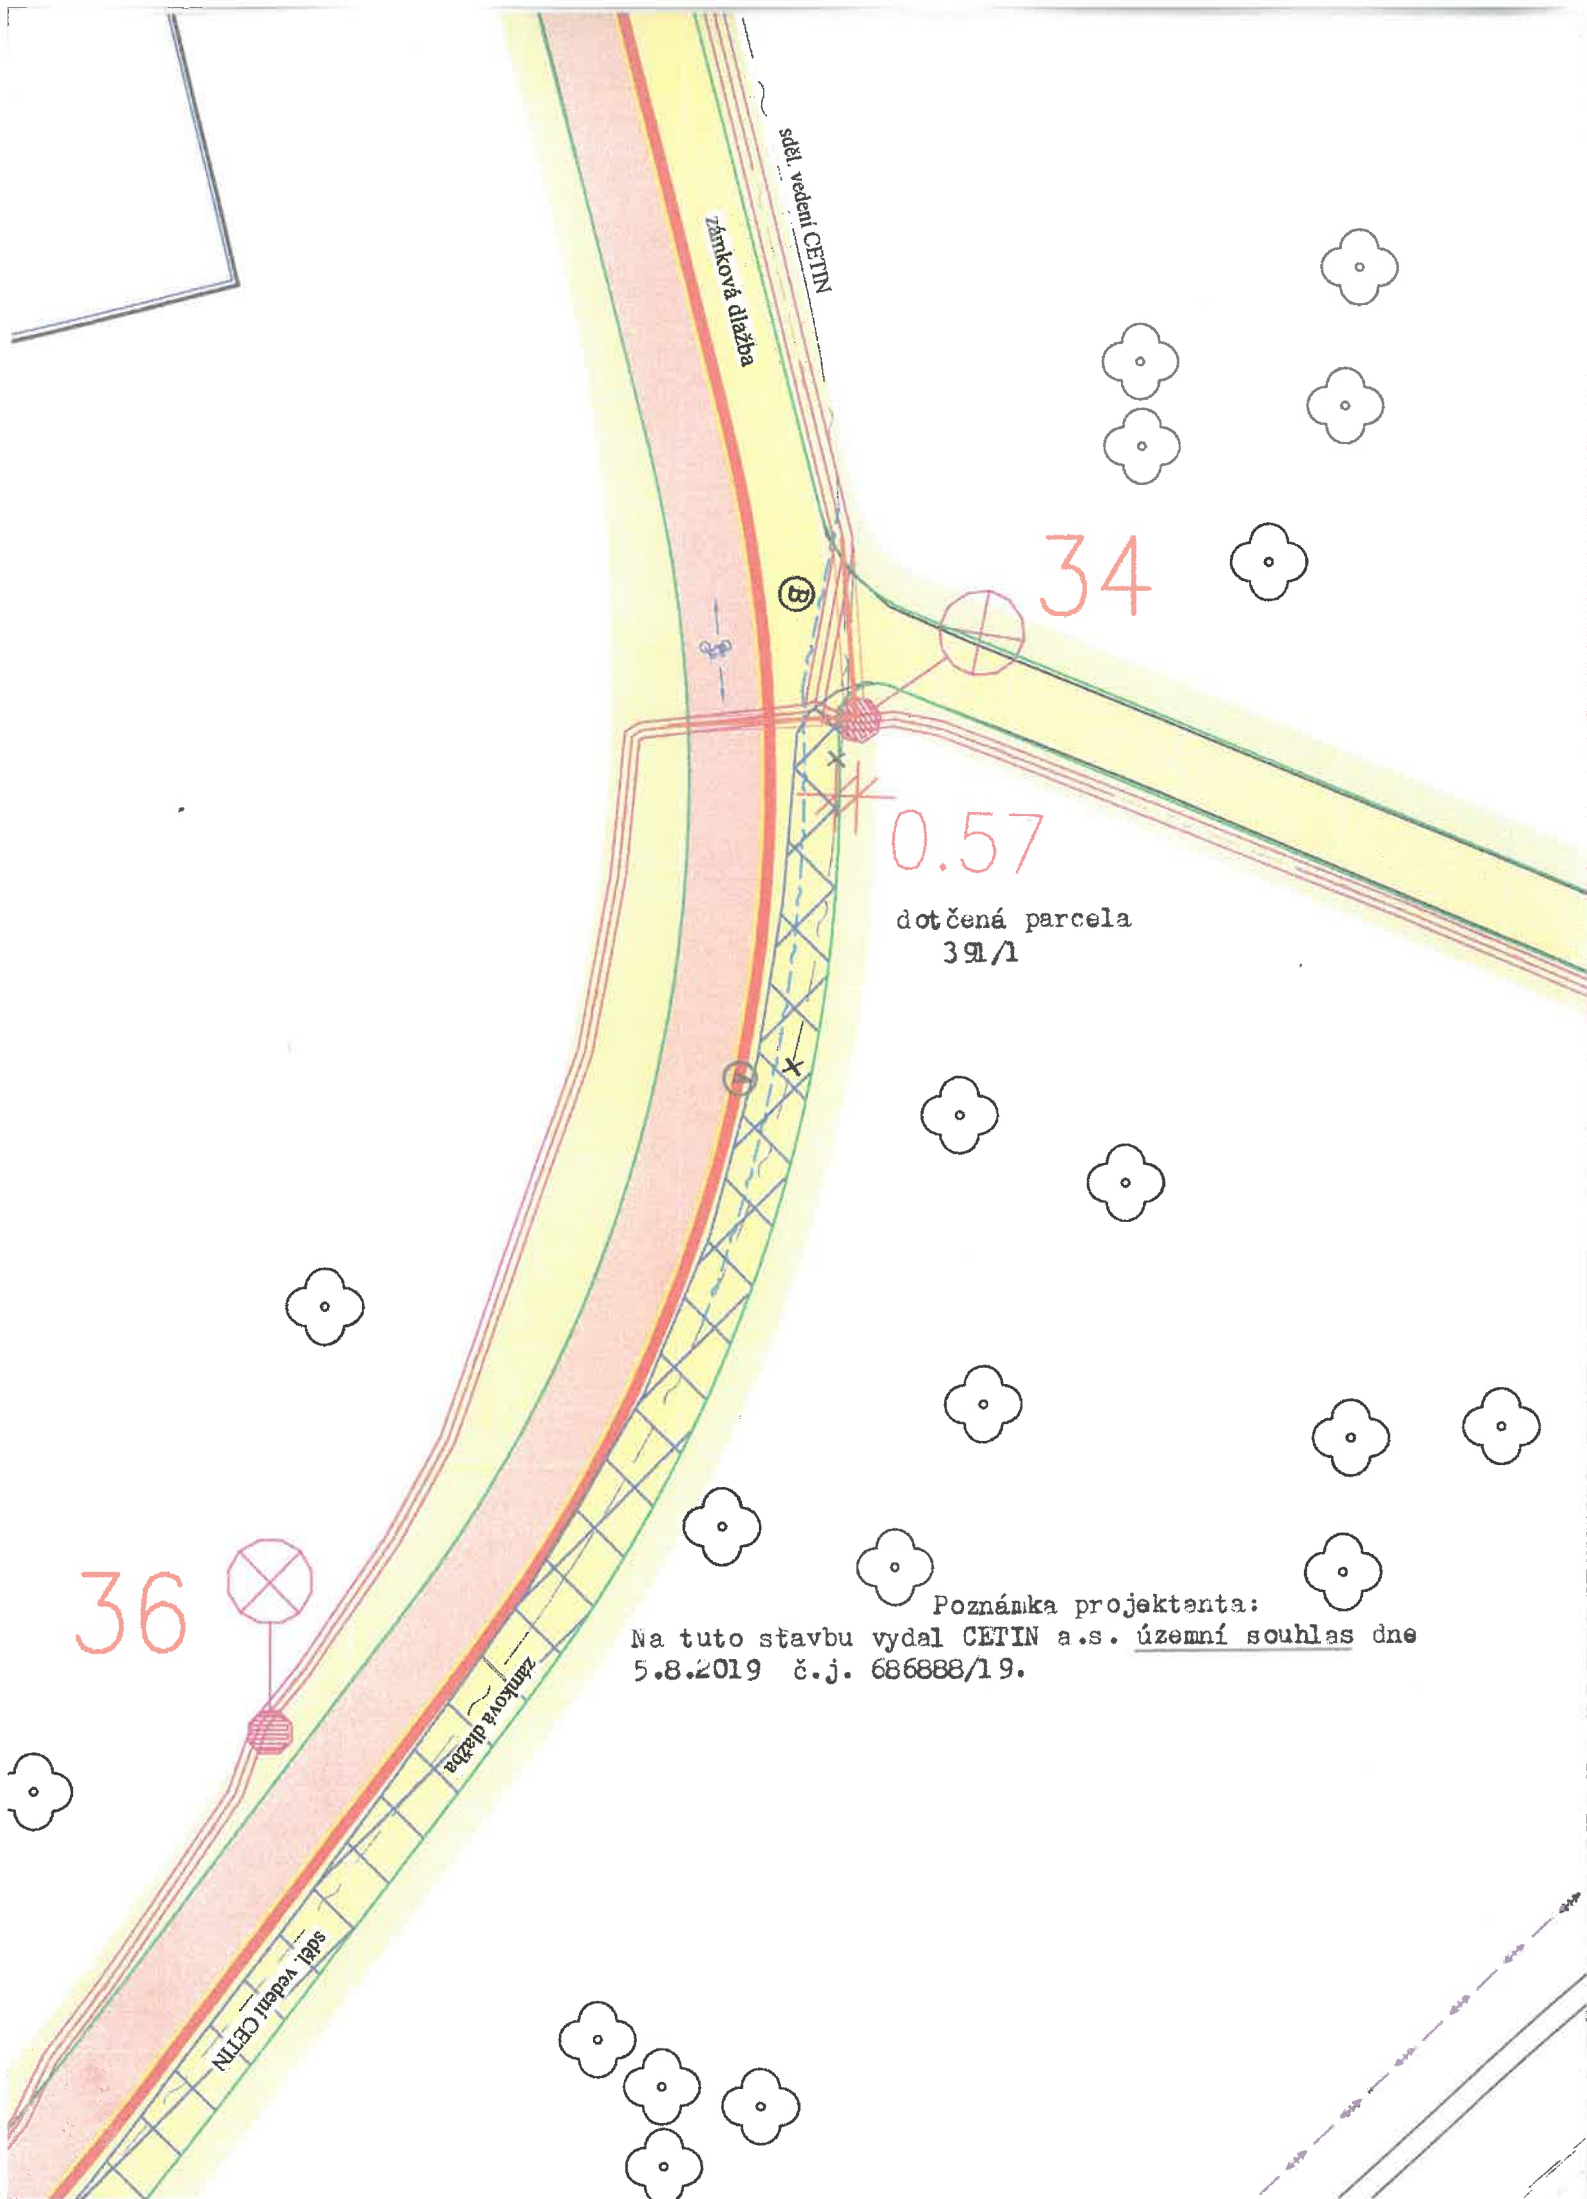 sděl. vedení CETIN
zámková dlažba
B
34
0.57
dotčená parcela
391/1
A
36
Poznámka projektanta:
Na tuto stavbu vydal CETIN a.s. územní souhlas dne
5.8.2019 č.j. 686888/19.
zámková dlažba
sděl. vedení CETIN